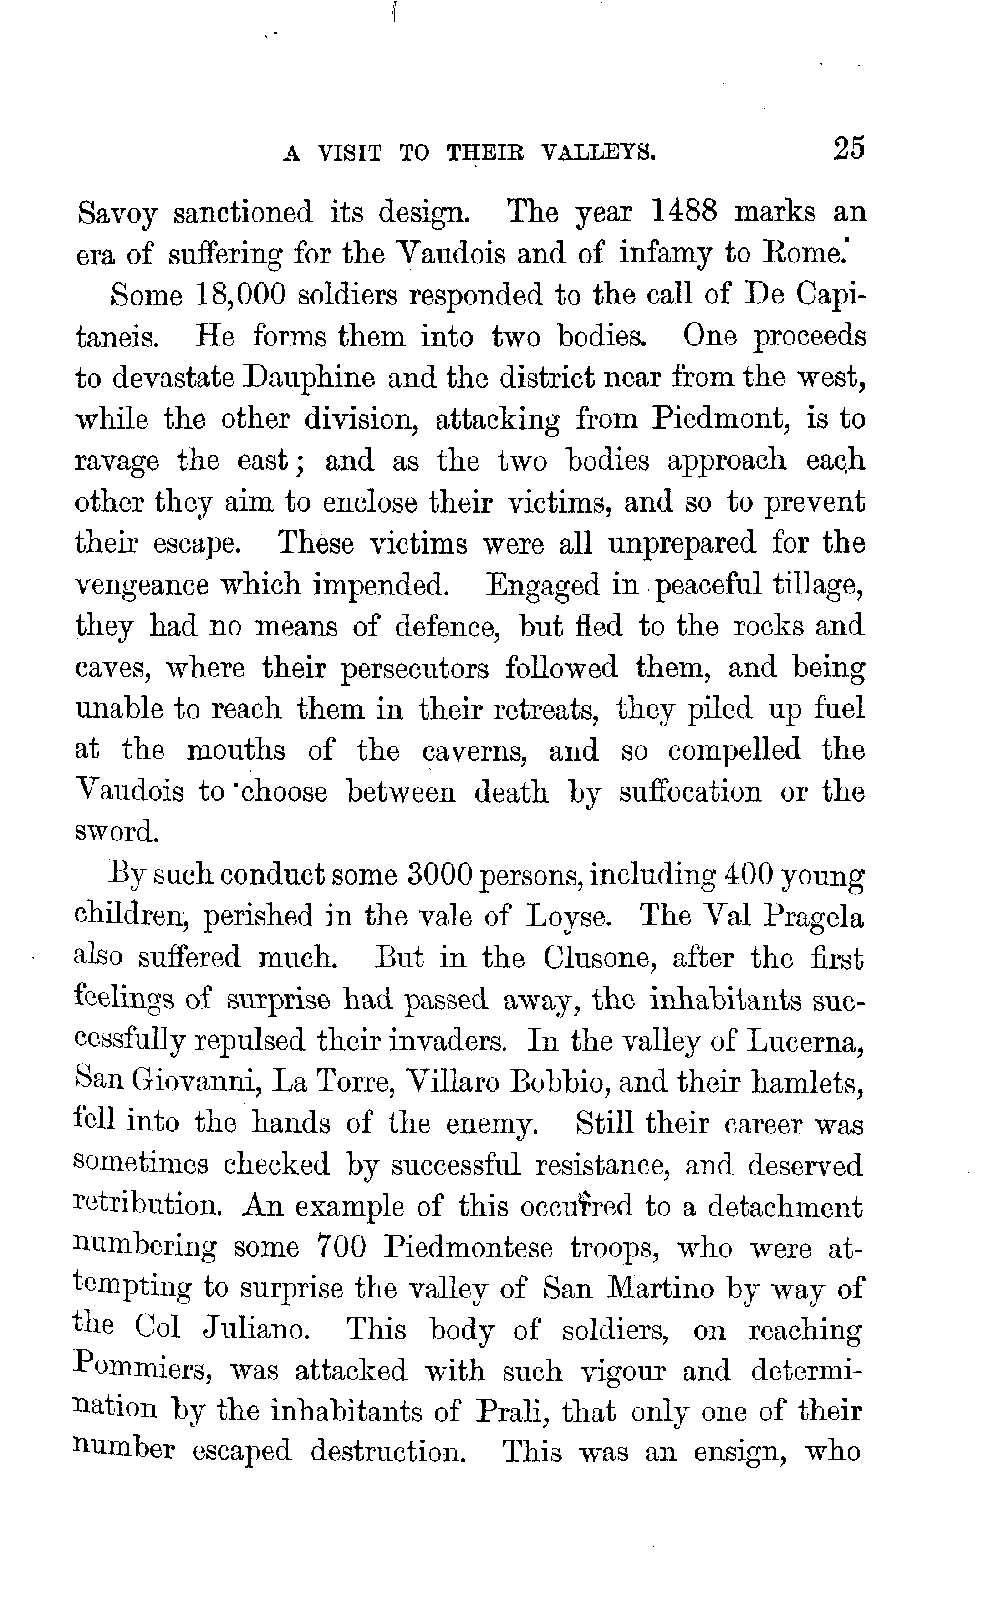 A VISIT TO THEIR VALLEYS. 25
Savoy sanctioned its design. The year 1488 marks an
era of suffering for the Vaudois and of infamy to Rome.
Some 18,000 soldiers responded to the call of De Capi-
taneis. He forms them into two bodies. One proceeds
to devastate Dauphine and the district near from the west,
while the other division, attacking from Piedmont, is to
ravage the east; and as the two bodies approach each
other they aim to enclose their victims, and so to prevent
their escape. These victims were all unprepared for the
vengeance which impended. Engaged in peaceful tillage,
they had no means of defence, but fled to the rocks and
caves, where their persecutors followed them, and being
unable to reach them in their retreats, they piled up fuel
at the mouths of the caverns, and so compelled the
Vaudois to choose between death by suffocation or the
sword.
By such conduct some 3000 persons, including 400 young
children, perished in the vale of Loyse. The Val Pragela
also suffered much. But in the Clusone, after the first
feelings of surprise had passed away, the inhabitants suc-
cessfully repulsed their invaders. In the valley of Lucerna,
San Giovanni, La Torre, Villaro Bobbio, and their hamlets,
fell into the hands of the enemy. Still their career was
sometimes checked by successful resistance, and deserved
retribution. An example of this occurred to a detachment
numbering some 700 Piedmontese troops, who were at-
tempting to surprise the valley of San Martino by way of
the Col Juliano. This body of soldiers, on reaching
Pommiers, was attacked with such vigour and determi-
nation by the inhabitants of Prali, that only one of their
number escaped destruction. This was an ensign, who